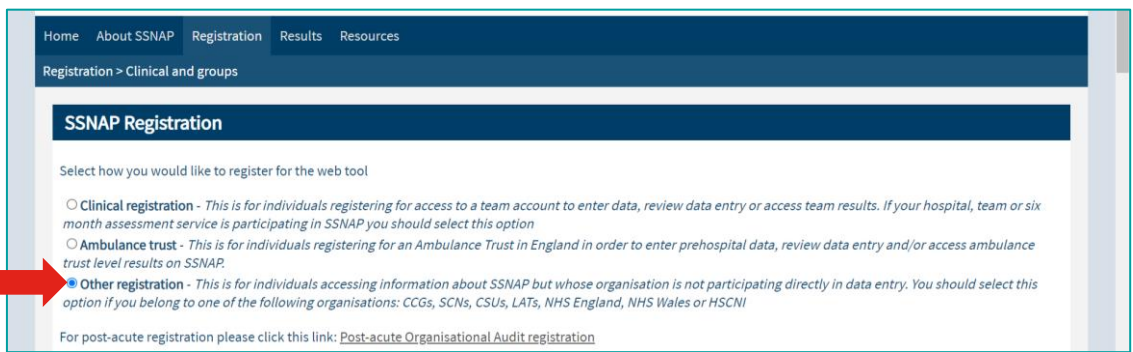 Home About SSNAP Registration Results Resources
Registration > Clinical and groups
SSNAP Registration
Select how you would like to register for the web tool
Clinical registration - This is for individuals registering for access to a team account to enter data, review data entry or access team results. If your hospital, team or six
month assessment service is participating in SSNAP you should select this option
Ambulance trust - This is for individuals registering for an Ambulance Trust in England in order to enter prehospital data, review data entry and/or access ambulance
trust level results on SSNAP.
Other registration - This is for individuals accessing information about SSNAP but whose organisation is not participating directly in data entry. You should select this
option if you belong to one of the following organisations: CCGs, SCNs, CSUs, LATs, NHS England, NHS Wales or HSCNI
For post-acute registration please click this link: Post-acute Organisational Audit registration